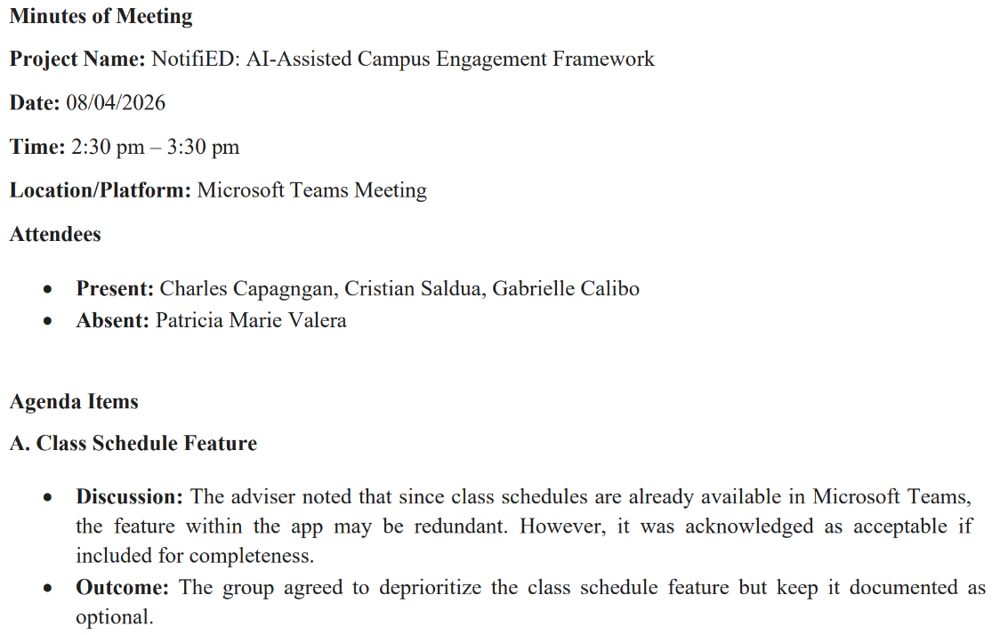 Minutes of Meeting
Project Name: NotifiED: AI-Assisted Campus Engagement Framework
Date: 08/04/2026
Time: 2:30 pm – 3:30 pm
Location/Platform: Microsoft Teams Meeting
Attendees
• Present: Charles Capagngan, Cristian Saldua, Gabrielle Calibo
• Absent: Patricia Marie Valera
Agenda Items
A. Class Schedule Feature
• Discussion: The adviser noted that since class schedules are already available in Microsoft Teams,
the feature within the app may be redundant. However, it was acknowledged as acceptable if
included for completeness.
• Outcome: The group agreed to deprioritize the class schedule feature but keep it documented as
optional.